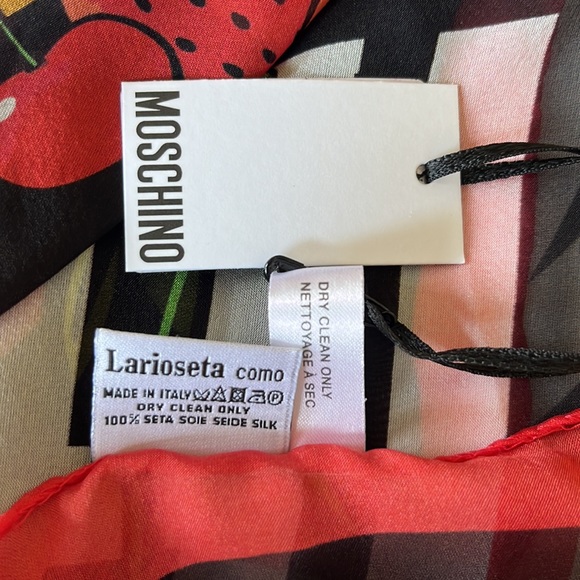 MOSCHINO
DRY CLEAN ONLY
NETTOYAGE À SEC
Larioseta como
MADE IN ITALY
DRY CLEAN ONLY
100% SETA SOIE SEIDE SILK